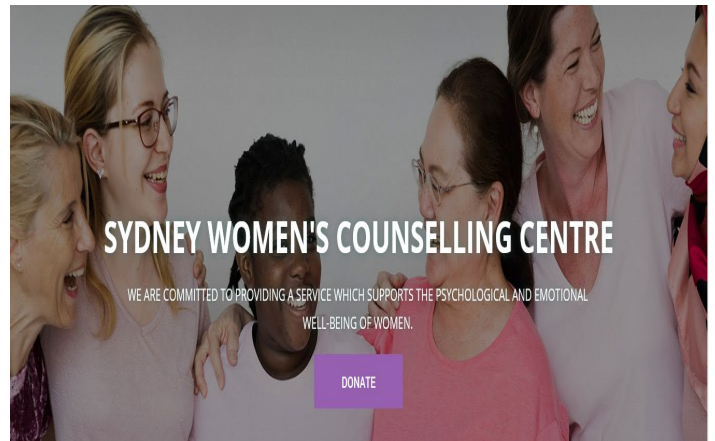 SYDNEY WOMEN'S COUNSELLING CENTRE
WE ARE COMMITTED TO PROVIDING A SERVICE WHICH SUPPORTS THE PSYCHOLOGICAL AND EMOTIONAL
WELL-BEING OF WOMEN.
DONATE